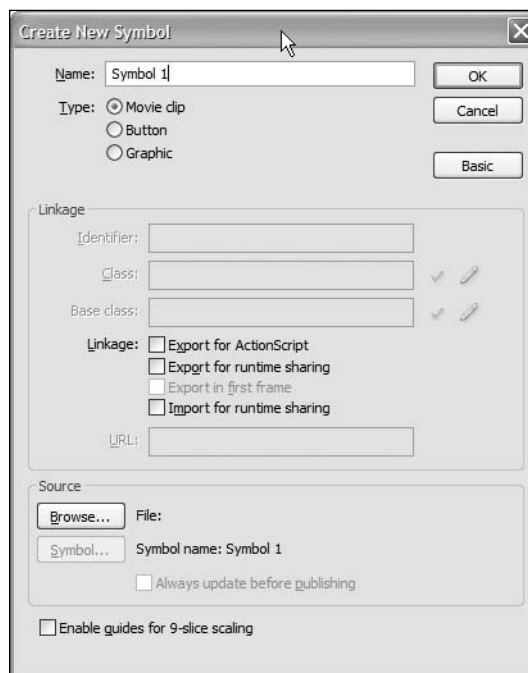 Create New Symbol
Name: Symbol 1 OK
Type: Movie clip Cancel
Button
Graphic
Basic
Linkage
Identifier:
Class:
Base class:
Linkage: Export for ActionScript
Export for runtime sharing
Export in first frame
Import for runtime sharing
URL:
Source
Browse... File:
Symbol... Symbol name: Symbol 1
Always update before publishing
Enable guides for 9-slice scaling